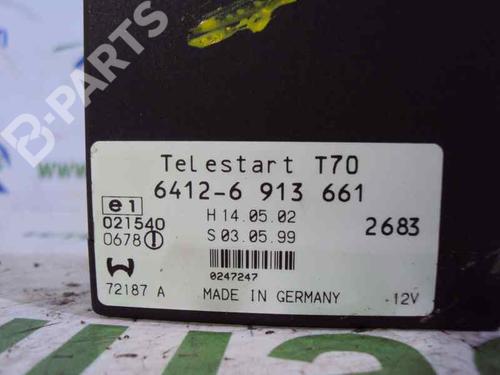 B-PARTS
Telestart T70
6412-6 913 661
e1
021540
0678
H 14.05.02
S 03.05.99
2683
0247247
72187 A
MADE IN GERMANY
12V